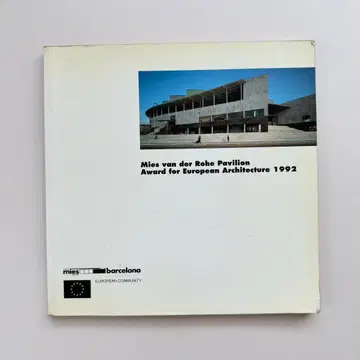 Mies van der Rohe Pavilion
Award for European Architecture 1992
mies barcelona
EUROPEAN COMMUNITY